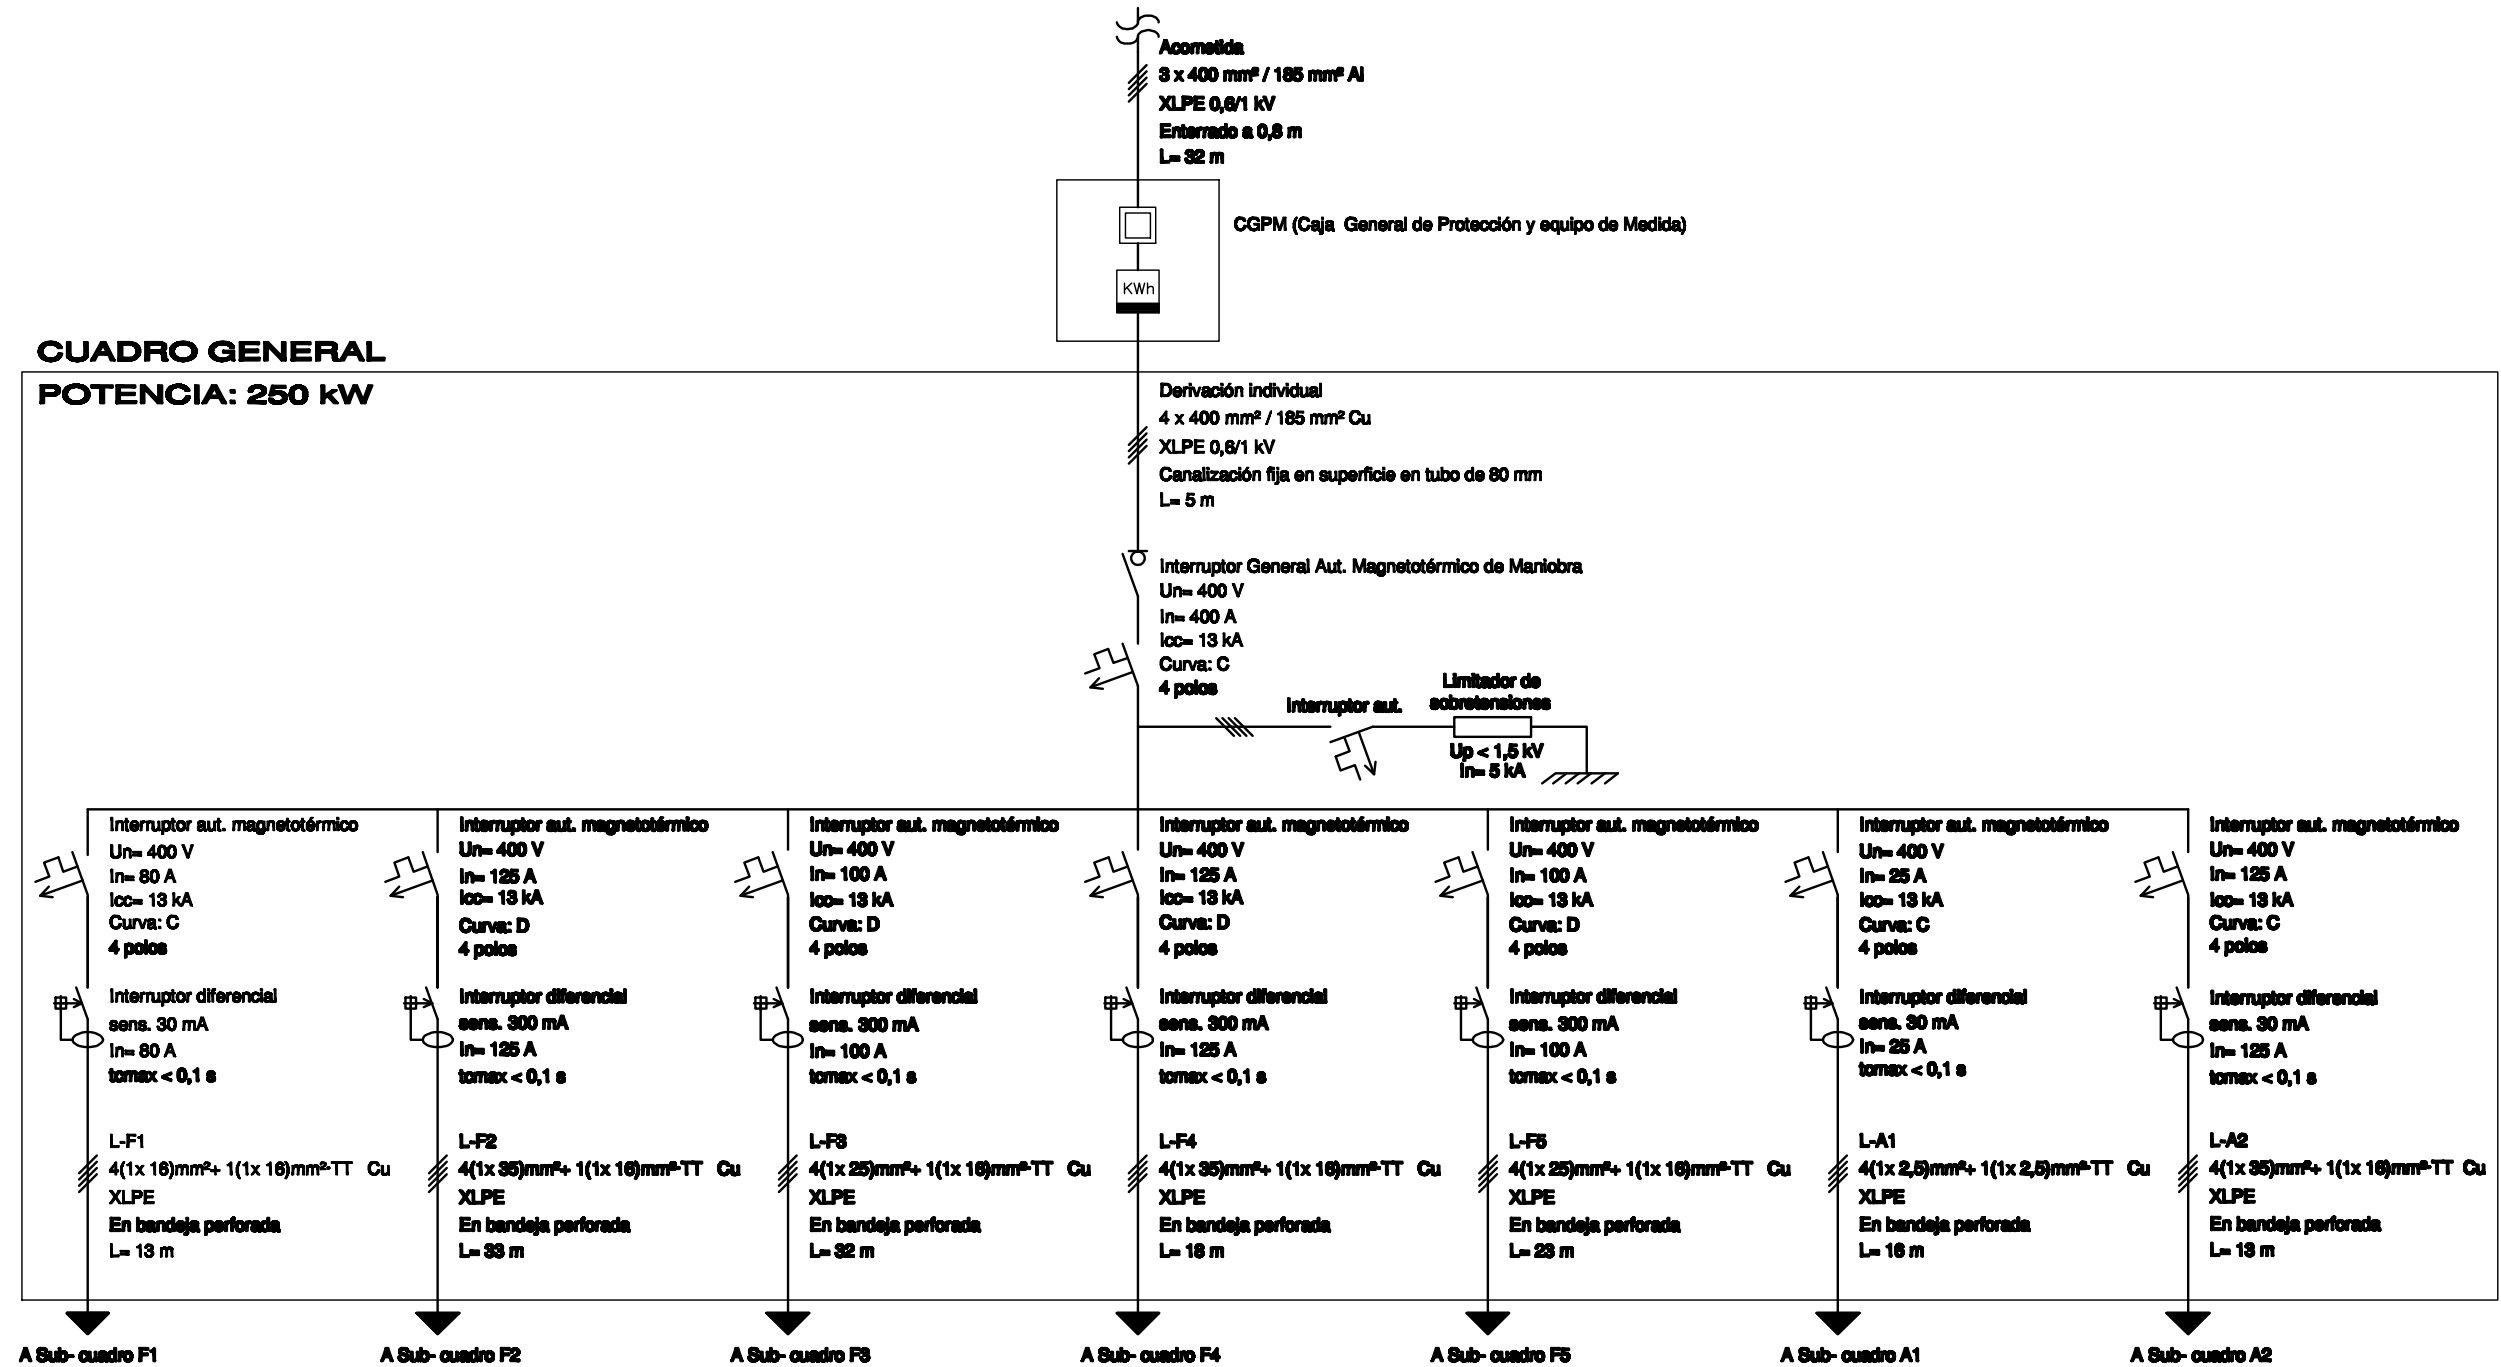 Acometida
3 x 400 mm² / 185 mm² Al
XLPE 0,6/1 kV
Enterrado a 0,8 m
L= 32 m
CGPM (Caja General de Protección y equipo de Medida)
KWh
CUADRO GENERAL
POTENCIA: 250 kW
Derivación individual
4 x 400 mm² / 185 mm² Cu
XLPE 0,6/1 kV
Canalización fija en superficie en tubo de 80 mm
L= 5 m
Interruptor General Aut. Magnetotérmico de Maniobra
Un= 400 V
In= 400 A
Icc= 13 kA
Curva: C
4 polos
Interruptor aut.
Limitador de
sobretensiones
Up < 1,5 kV
In= 5 kA
Interruptor aut. magnetotérmico
Un= 400 V
In= 80 A
Icc= 13 kA
Curva: C
4 polos
Interruptor diferencial
sens. 30 mA
In= 80 A
tcmax < 0,1 s
L-F1
4(1x 16)mm²+ 1(1x 16)mm²-TT Cu
XLPE
En bandeja perforada
L= 13 m
A Sub- cuadro F1
Interruptor aut. magnetotérmico
Un= 400 V
In= 125 A
Icc= 13 kA
Curva: D
4 polos
Interruptor diferencial
sens. 300 mA
In= 125 A
tcmax < 0,1 s
L-F2
4(1x 35)mm²+ 1(1x 16)mm²-TT Cu
XLPE
En bandeja perforada
L= 33 m
A Sub- cuadro F2
Interruptor aut. magnetotérmico
Un= 400 V
In= 100 A
Icc= 13 kA
Curva: D
4 polos
Interruptor diferencial
sens. 300 mA
In= 100 A
tcmax < 0,1 s
L-F3
4(1x 25)mm²+ 1(1x 16)mm²-TT Cu
XLPE
En bandeja perforada
L= 32 m
A Sub- cuadro F3
Interruptor aut. magnetotérmico
Un= 400 V
In= 125 A
Icc= 13 kA
Curva: D
4 polos
Interruptor diferencial
sens. 300 mA
In= 125 A
tcmax < 0,1 s
L-F4
4(1x 35)mm²+ 1(1x 16)mm²-TT Cu
XLPE
En bandeja perforada
L= 18 m
A Sub- cuadro F4
Interruptor aut. magnetotérmico
Un= 400 V
In= 100 A
Icc= 13 kA
Curva: D
4 polos
Interruptor diferencial
sens. 300 mA
In= 100 A
tcmax < 0,1 s
L-F5
4(1x 25)mm²+ 1(1x 16)mm²-TT Cu
XLPE
En bandeja perforada
L= 23 m
A Sub- cuadro F5
Interruptor aut. magnetotérmico
Un= 400 V
In= 25 A
Icc= 13 kA
Curva: C
4 polos
Interruptor diferencial
sens. 30 mA
In= 25 A
tcmax < 0,1 s
L-A1
4(1x 2,5)mm²+ 1(1x 2,5)mm²-TT Cu
XLPE
En bandeja perforada
L= 16 m
A Sub- cuadro A1
Interruptor aut. magnetotérmico
Un= 400 V
In= 125 A
Icc= 13 kA
Curva: C
4 polos
Interruptor diferencial
sens. 30 mA
In= 125 A
tcmax < 0,1 s
L-A2
4(1x 35)mm²+ 1(1x 16)mm²-TT Cu
XLPE
En bandeja perforada
L= 13 m
A Sub- cuadro A2